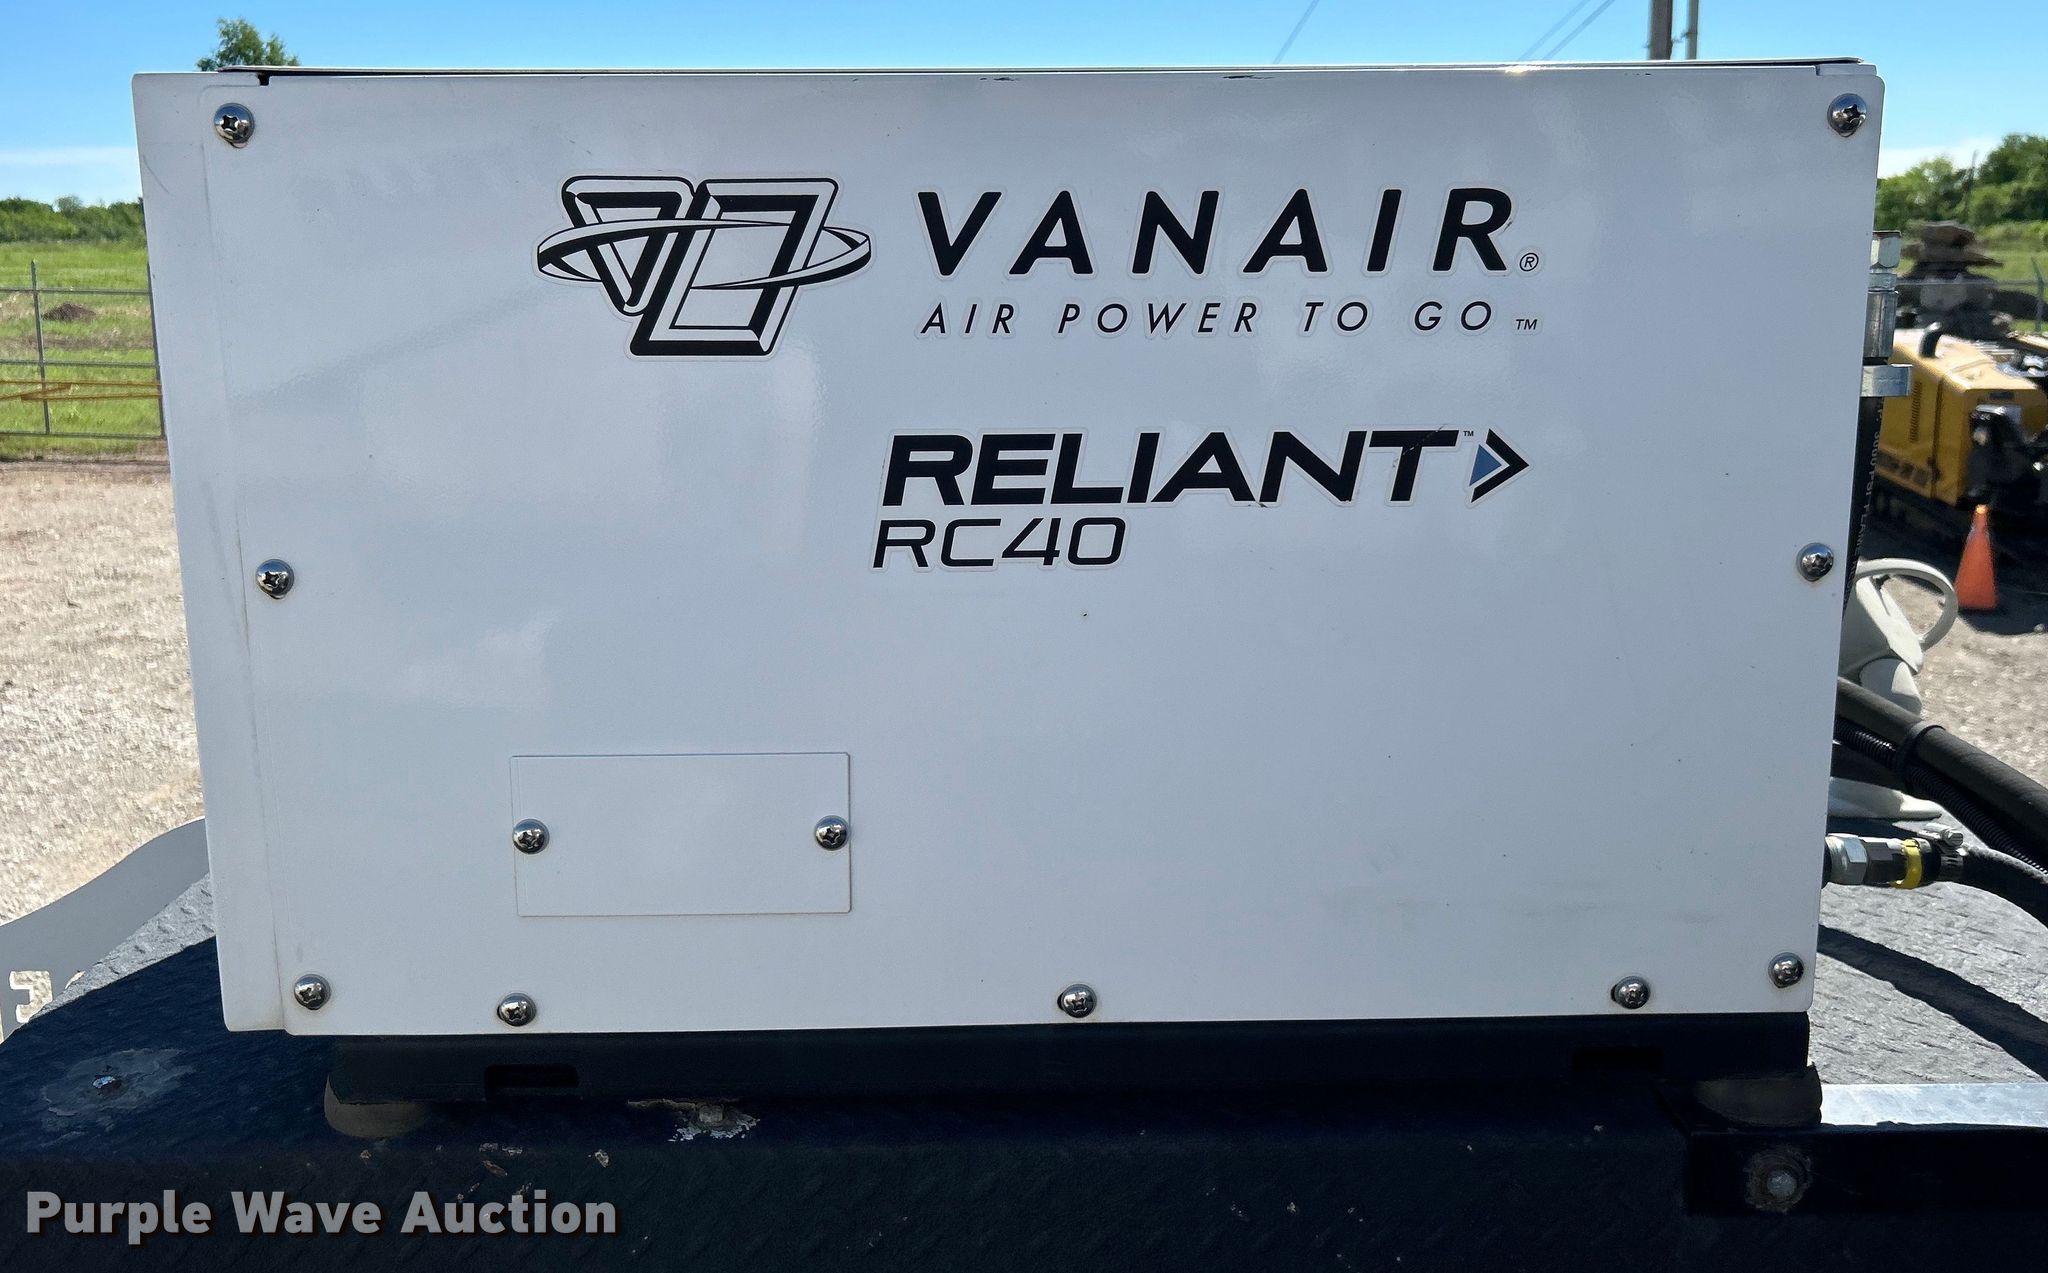 VANAIR®
AIR POWER TO GO™
RELIANT™
RC40
Purple Wave Auction